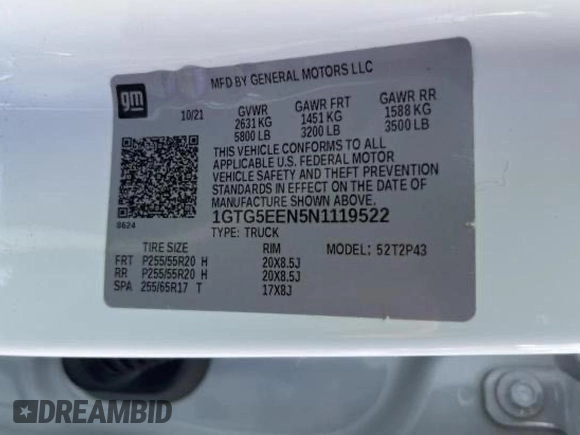 gm
MFD BY GENERAL MOTORS LLC
10/21
GVWR GAWR FRT GAWR RR
2631 KG 1451 KG 1588 KG
5800 LB 3200 LB 3500 LB
THIS VEHICLE CONFORMS TO ALL
APPLICABLE U.S. FEDERAL MOTOR
VEHICLE SAFETY AND THEFT PREVENTION
STANDARDS IN EFFECT ON THE DATE OF
MANUFACTURE SHOWN ABOVE.
8624
1GTG5EEN5N1119522
TYPE: TRUCK
TIRE SIZE RIM MODEL: 52T2P43
FRT P255/55R20 H 20X8.5J
RR P255/55R20 H 20X8.5J
SPA 255/65R17 T 17X8J
DREAMBID